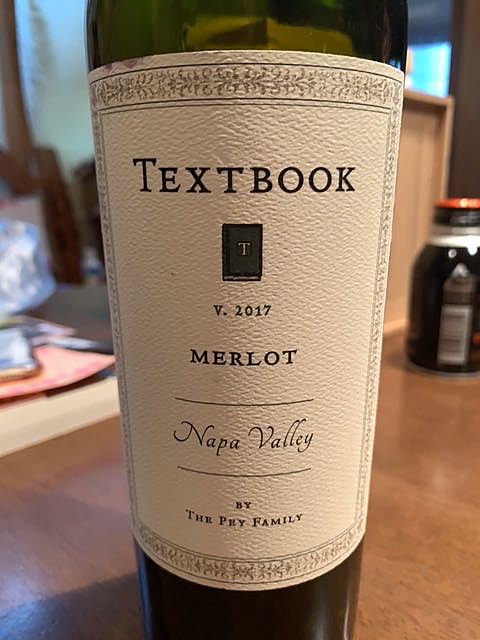 TEXTBOOK
T
V. 2017
MERLOT
Napa Valley
BY
THE PEY FAMILY